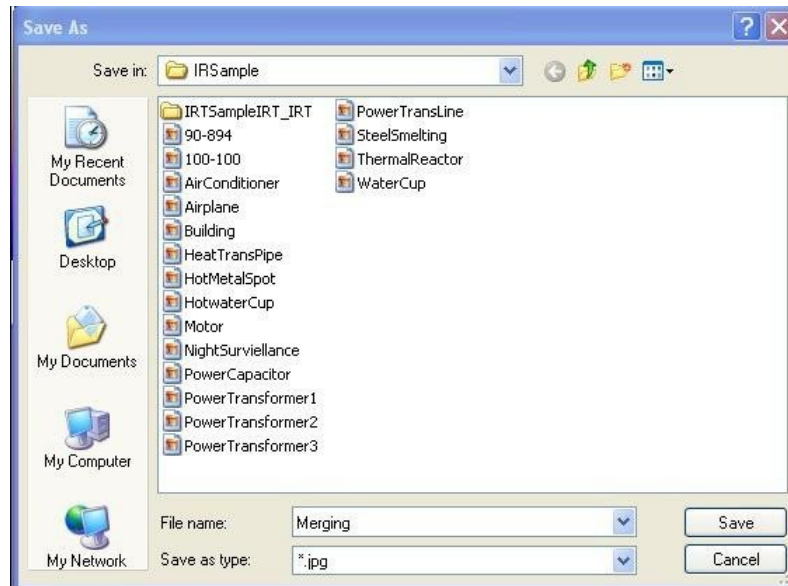 Save As
Save in: IRSample
My Recent Documents
Desktop
My Documents
My Computer
My Network
IRTSampleIRT_IRT
90-894
100-100
AirConditioner
Airplane
Building
HeatTransPipe
HotMetalSpot
HotwaterCup
Motor
NightSurviellance
PowerCapacitor
PowerTransformer1
PowerTransformer2
PowerTransformer3
PowerTransLine
SteelSmelting
ThermalReactor
WaterCup
File name: Merging Save
Save as type: *.jpg Cancel